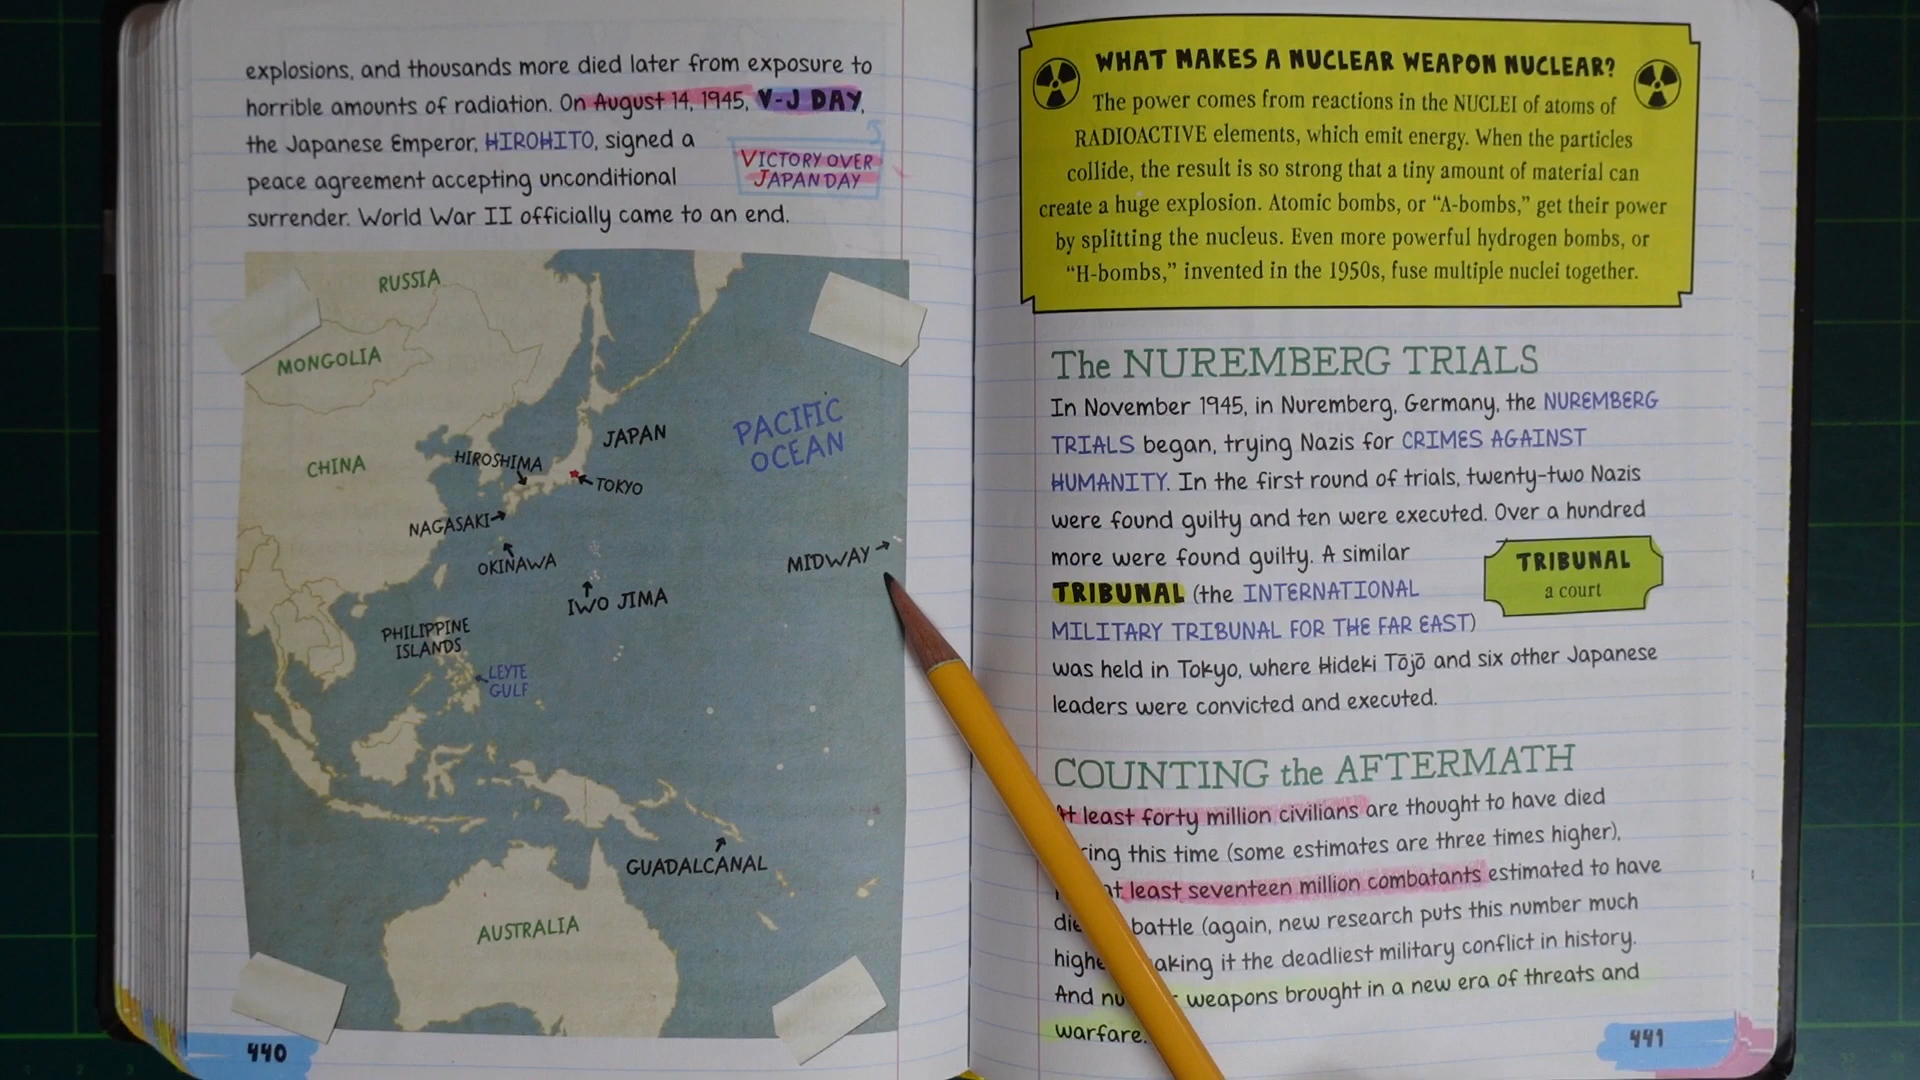 explosions, and thousands more died later from exposure to
horrible amounts of radiation. On August 14, 1945, V-J DAY,
the Japanese Emperor, HIROHITO, signed a
peace agreement accepting unconditional
surrender. World War II officially came to an end.
VICTORY OVER
JAPAN DAY
RUSSIA
MONGOLIA
CHINA
JAPAN
PACIFIC
OCEAN
HIROSHIMA
TOKYO
NAGASAKI
OKINAWA
IWO JIMA
MIDWAY
PHILIPPINE
ISLANDS
LEYTE
GULF
GUADALCANAL
AUSTRALIA
440
WHAT MAKES A NUCLEAR WEAPON NUCLEAR?
The power comes from reactions in the NUCLEI of atoms of
RADIOACTIVE elements, which emit energy. When the particles
collide, the result is so strong that a tiny amount of material can
create a huge explosion. Atomic bombs, or “A-bombs,” get their power
by splitting the nucleus. Even more powerful hydrogen bombs, or
“H-bombs,” invented in the 1950s, fuse multiple nuclei together.
The NUREMBERG TRIALS
In November 1945, in Nuremberg, Germany, the NUREMBERG
TRIALS began, trying Nazis for CRIMES AGAINST
HUMANITY. In the first round of trials, twenty-two Nazis
were found guilty and ten were executed. Over a hundred
more were found guilty. A similar
TRIBUNAL (the INTERNATIONAL
MILITARY TRIBUNAL FOR THE FAR EAST)
was held in Tokyo, where Hideki Tōjō and six other Japanese
leaders were convicted and executed.
TRIBUNAL
a court
COUNTING the AFTERMATH
At least forty million civilians are thought to have died
this time (some estimates are three times higher),
least seventeen million combatants estimated to have
battle (again, new research puts this number much
it the deadliest military conflict in history.
And weapons brought in a new era of threats and
warfare.
441